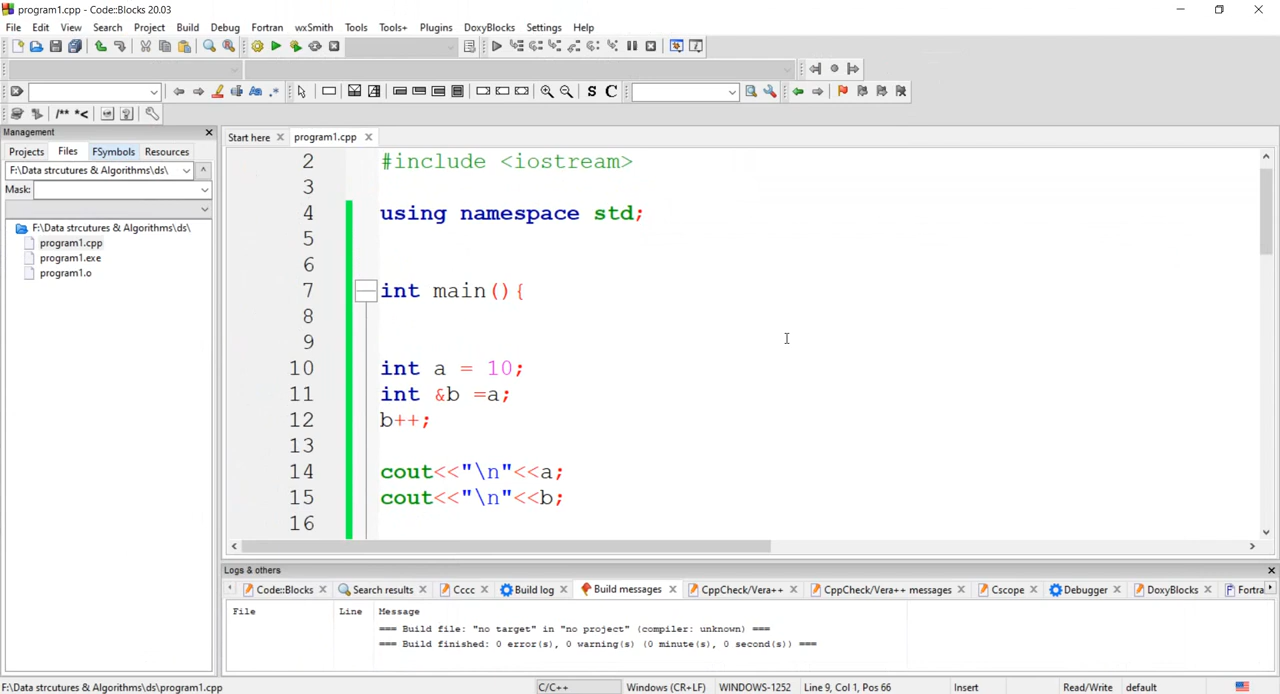 program1.cpp - Code::Blocks 20.03
File Edit View Search Project Build Debug Fortran wxSmith Tools Tools+ Plugins DoxyBlocks Settings Help
/** *<
S C
Management
Projects Files FSymbols Resources
F:\Data strcutures & Algorithms\ds\
Mask:
F:\Data strcutures & Algorithms\ds\
program1.cpp
program1.exe
program1.o
Start here program1.cpp
2 #include <iostream>
3
4 using namespace std;
5
6
7 int main(){
8
9
10 int a = 10;
11 int &b =a;
12 b++;
13
14 cout<<"\n"<<a;
15 cout<<"\n"<<b;
16
Logs & others
Code::Blocks Search results Cccc Build log Build messages CppCheck/Vera++ CppCheck/Vera++ messages Cscope Debugger DoxyBlocks Fortra
File Line Message
=== Build file: "no target" in "no project" (compiler: unknown) ===
=== Build finished: 0 error(s), 0 warning(s) (0 minute(s), 0 second(s)) ===
F:\Data strcutures & Algorithms\ds\program1.cpp C/C++ Windows (CR+LF) WINDOWS-1252 Line 9, Col 1, Pos 66 Insert Read/Write default